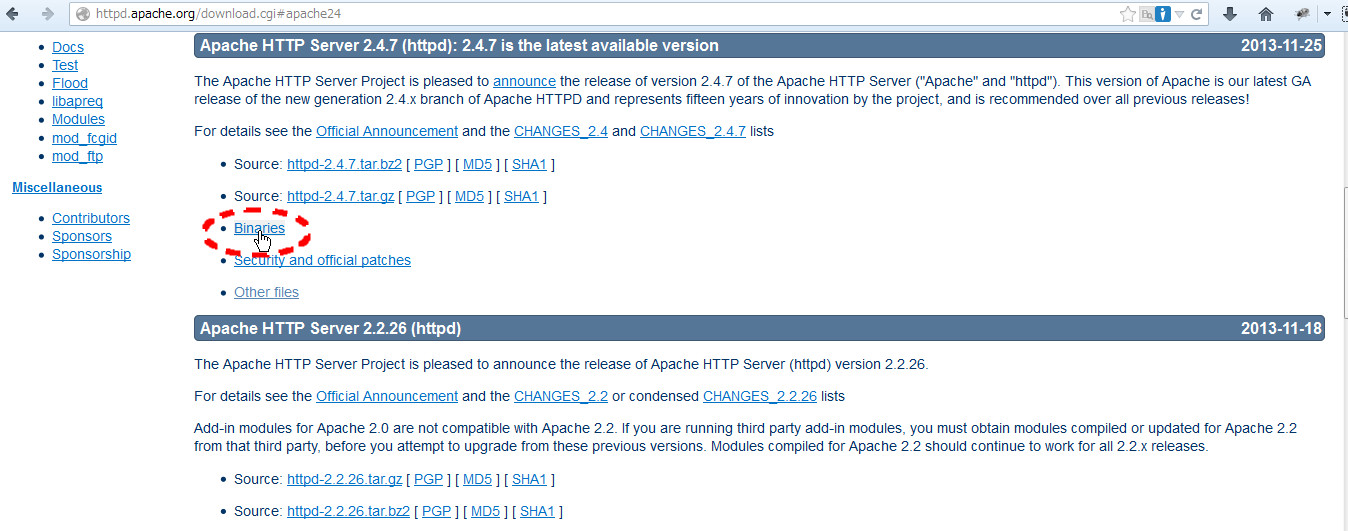 httpd.apache.org/download.cgi#apache24
Docs
Test
Flood
libapreq
Modules
mod_fcgid
mod_ftp
Miscellaneous
Contributors
Sponsors
Sponsorship
Apache HTTP Server 2.4.7 (httpd): 2.4.7 is the latest available version 2013-11-25
The Apache HTTP Server Project is pleased to announce the release of version 2.4.7 of the Apache HTTP Server ("Apache" and "httpd"). This version of Apache is our latest GA
release of the new generation 2.4.x branch of Apache HTTPD and represents fifteen years of innovation by the project, and is recommended over all previous releases!
For details see the Official Announcement and the CHANGES_2.4 and CHANGES_2.4.7 lists
Source: httpd-2.4.7.tar.bz2 [ PGP ] [ MD5 ] [ SHA1 ]
Source: httpd-2.4.7.tar.gz [ PGP ] [ MD5 ] [ SHA1 ]
Binaries
Security and official patches
Other files
Apache HTTP Server 2.2.26 (httpd) 2013-11-18
The Apache HTTP Server Project is pleased to announce the release of Apache HTTP Server (httpd) version 2.2.26.
For details see the Official Announcement and the CHANGES_2.2 or condensed CHANGES_2.2.26 lists
Add-in modules for Apache 2.0 are not compatible with Apache 2.2. If you are running third party add-in modules, you must obtain modules compiled or updated for Apache 2.2
from that third party, before you attempt to upgrade from these previous versions. Modules compiled for Apache 2.2 should continue to work for all 2.2.x releases.
Source: httpd-2.2.26.tar.gz [ PGP ] [ MD5 ] [ SHA1 ]
Source: httpd-2.2.26.tar.bz2 [ PGP ] [ MD5 ] [ SHA1 ]